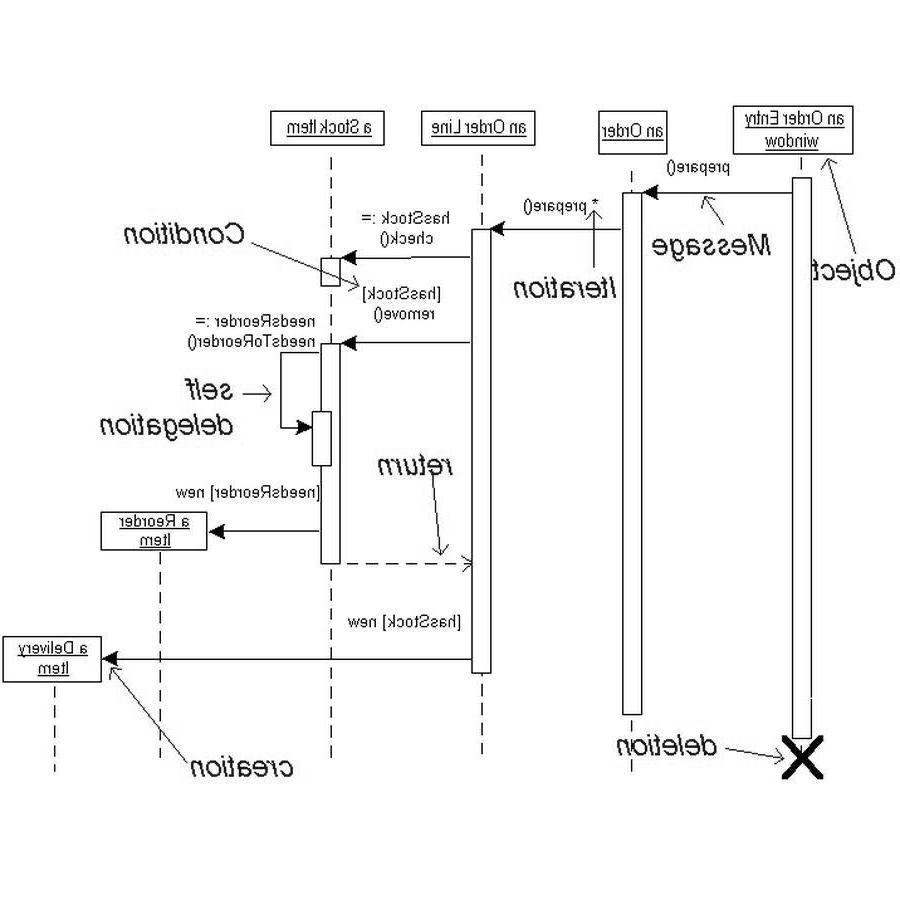 an Order Entry
window
an Order
an Order Line
a Stock Item
prepare()
* prepare()
hasStock :=
check()
[hasStock]
remove()
needsReorder :=
needsToReorder()
[needsReorder] new
a Reorder
Item
[hasStock] new
a Delivery
Item
Object
Message
Iteration
Condition
self
delegation
return
creation
deletion